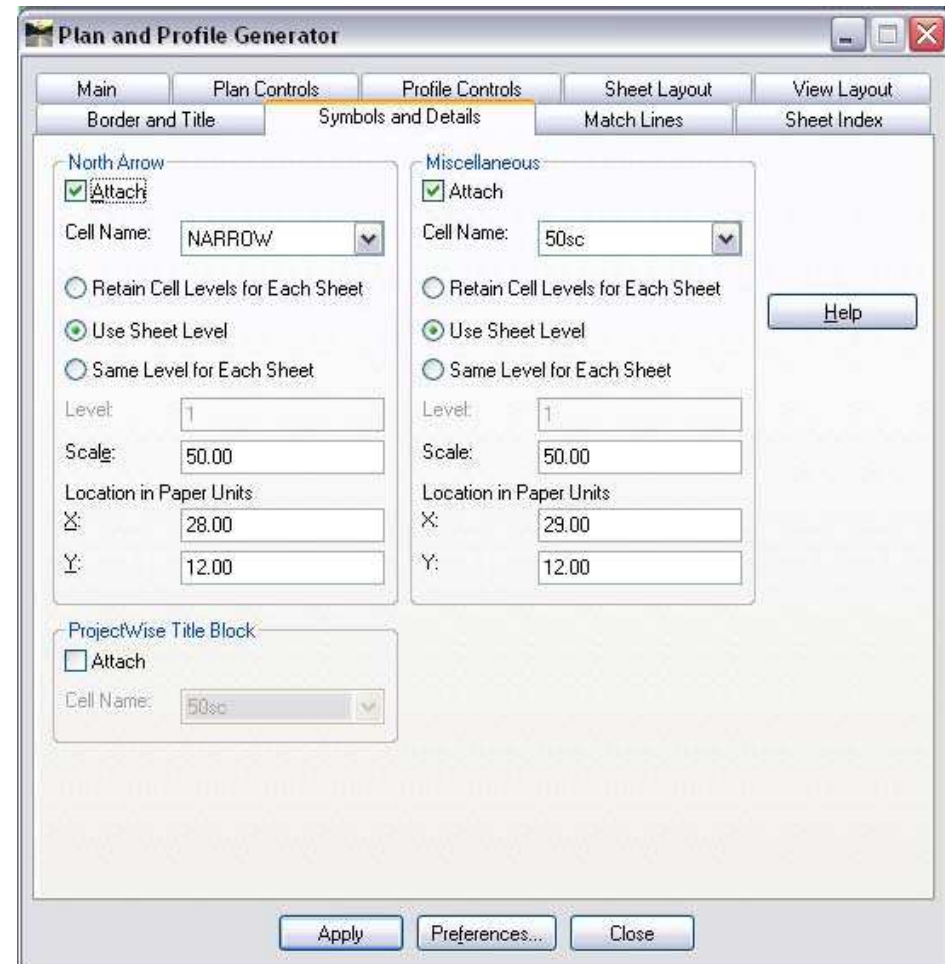 Plan and Profile Generator
Main Plan Controls Profile Controls Sheet Layout View Layout
Border and Title Symbols and Details Match Lines Sheet Index
North Arrow
Attach
Cell Name: NARROW
Retain Cell Levels for Each Sheet
Use Sheet Level
Same Level for Each Sheet
Level: 1
Scale: 50.00
Location in Paper Units
X: 28.00
Y: 12.00
Miscellaneous
Attach
Cell Name: 50sc
Retain Cell Levels for Each Sheet
Use Sheet Level
Same Level for Each Sheet
Level: 1
Scale: 50.00
Location in Paper Units
X: 29.00
Y: 12.00
Help
ProjectWise Title Block
Attach
Cell Name: 50sc
Apply Preferences... Close